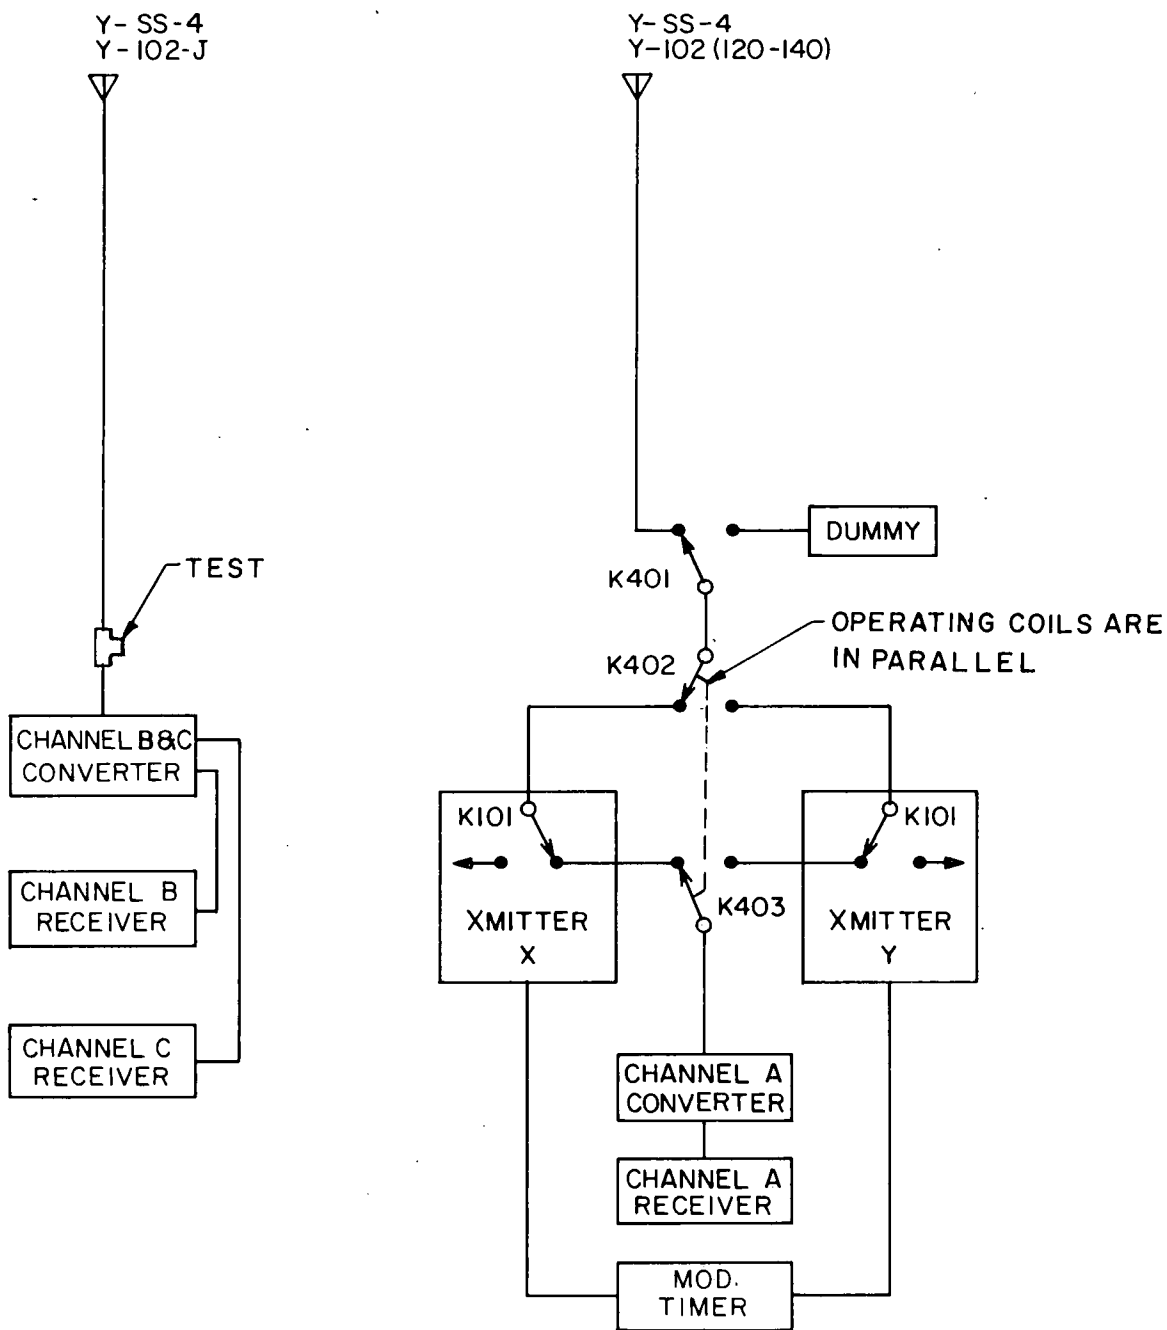 Y-SS-4
Y-102-J
TEST
CHANNEL B&C
CONVERTER
CHANNEL B
RECEIVER
CHANNEL C
RECEIVER
Y-SS-4
Y-102 (120-140)
DUMMY
K401
OPERATING COILS ARE
IN PARALLEL
K402
K101
XMITTER
X
K403
K101
XMITTER
Y
CHANNEL A
CONVERTER
CHANNEL A
RECEIVER
MOD.
TIMER